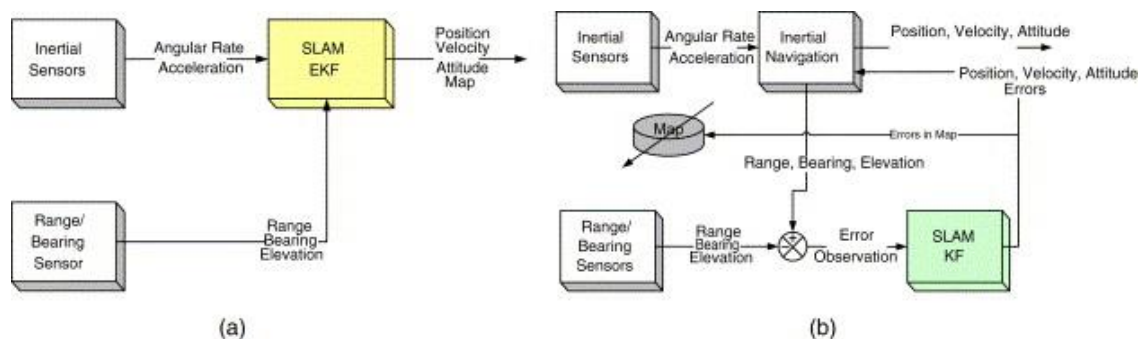 Inertial
Sensors
Angular Rate
Acceleration
SLAM
EKF
Position
Velocity
Attitude
Map
Range/
Bearing
Sensor
Range
Bearing
Elevation
(a)
Inertial
Sensors
Angular Rate
Acceleration
Inertial
Navigation
Position, Velocity, Attitude
Position, Velocity, Attitude
Errors
Map
Errors in Map
Range, Bearing, Elevation
Range/
Bearing
Sensors
Range
Bearing
Elevation
+
-
Error
Observation
SLAM
KF
(b)